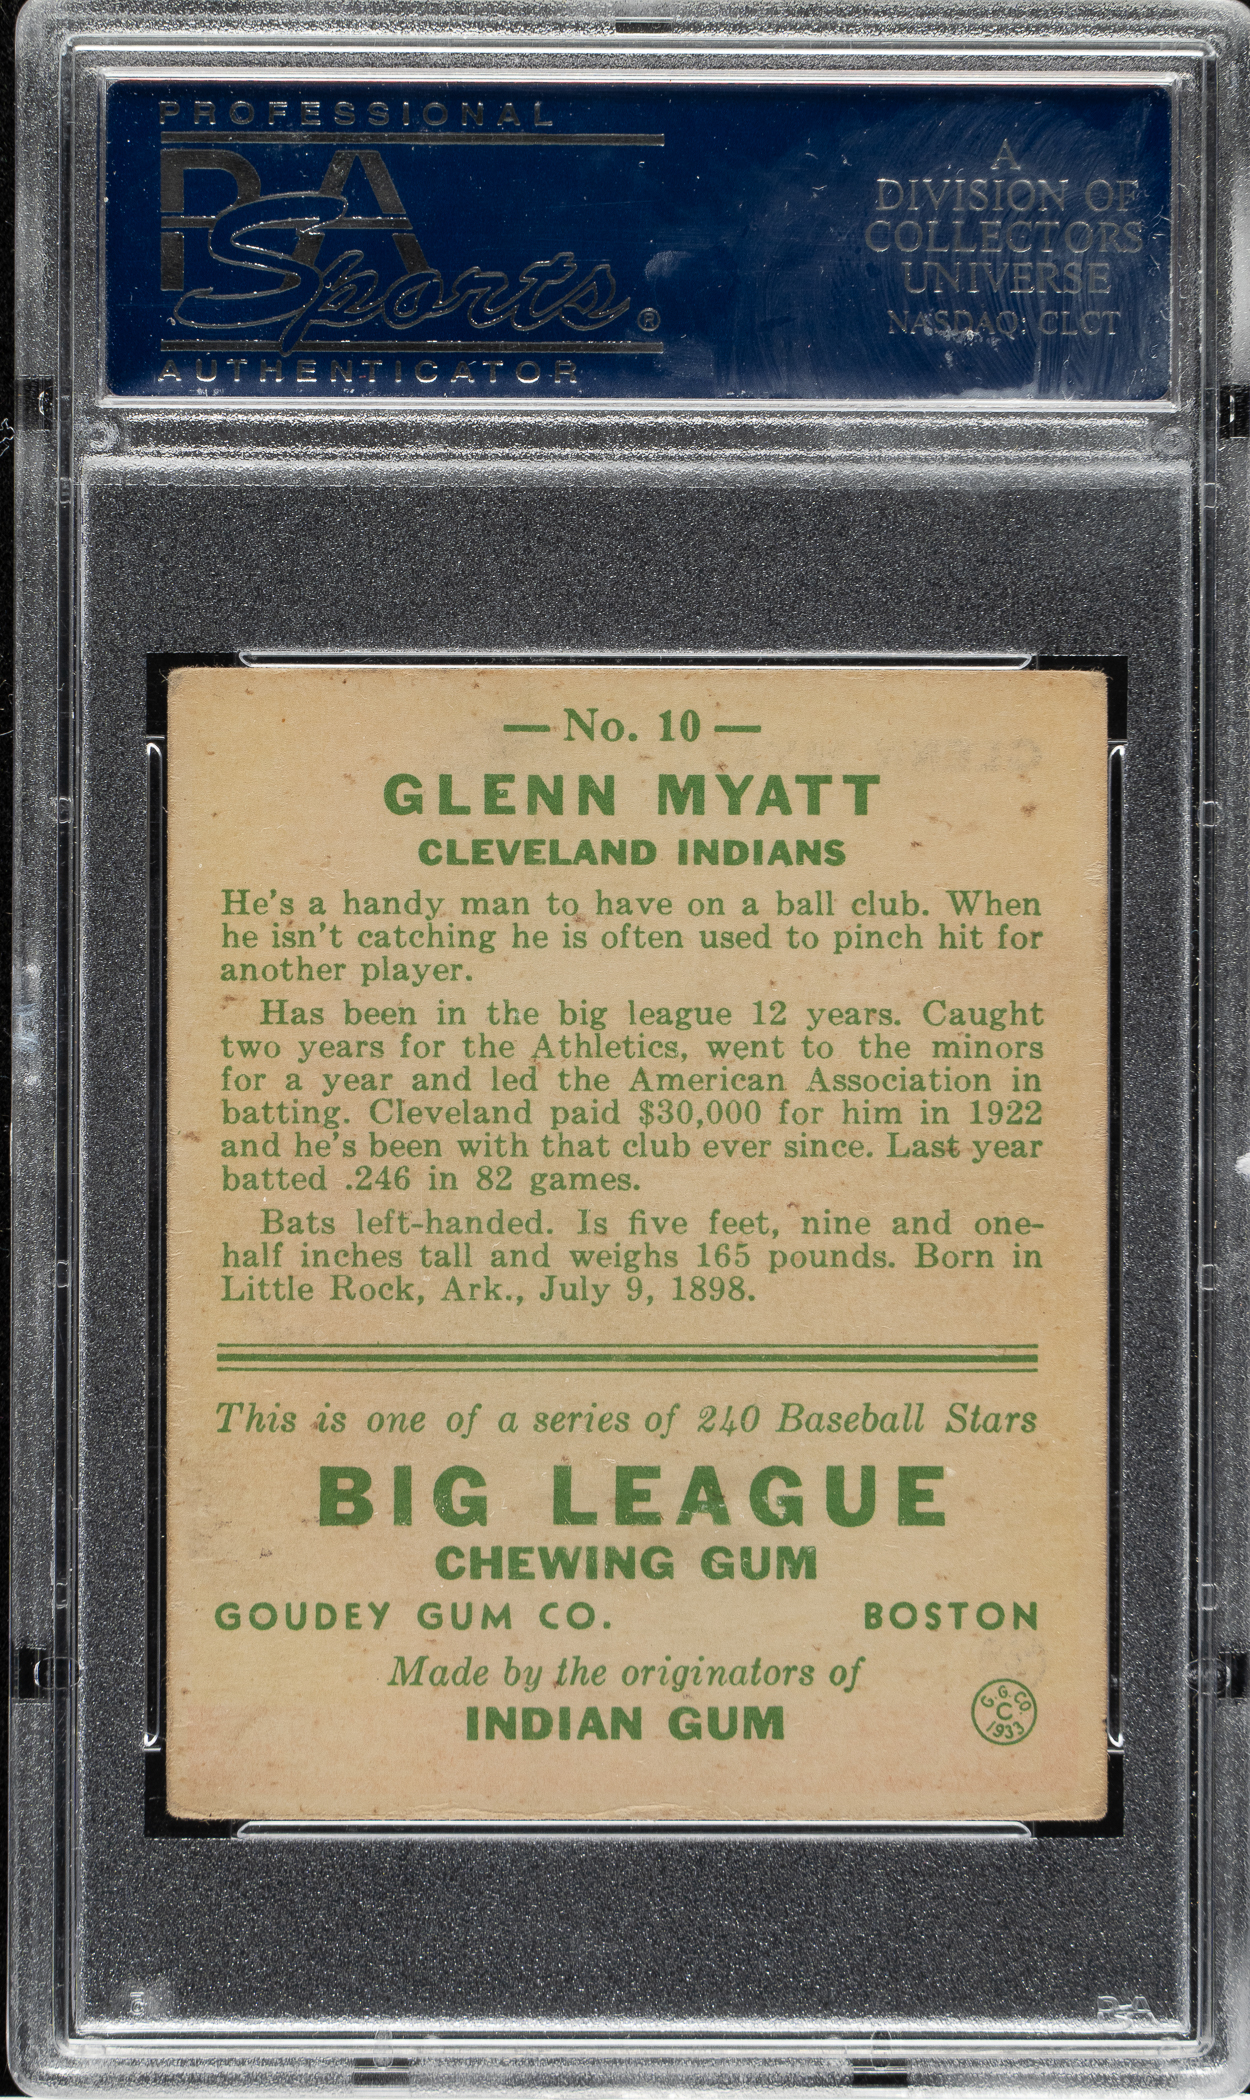 PROFESSIONAL
PSA
Sports®
AUTHENTICATOR
A
DIVISION OF
COLLECTORS
UNIVERSE
NASDAQ: CLCT
— No. 10 —
GLENN MYATT
CLEVELAND INDIANS
He's a handy man to have on a ball club. When
he isn't catching he is often used to pinch hit for
another player.
Has been in the big league 12 years. Caught
two years for the Athletics, went to the minors
for a year and led the American Association in
batting. Cleveland paid $30,000 for him in 1922
and he's been with that club ever since. Last year
batted .246 in 82 games.
Bats left-handed. Is five feet, nine and one-
half inches tall and weighs 165 pounds. Born in
Little Rock, Ark., July 9, 1898.
This is one of a series of 240 Baseball Stars
BIG LEAGUE
CHEWING GUM
GOUDEY GUM CO. BOSTON
Made by the originators of
INDIAN GUM
G.G.CO.
C
1933
PSA